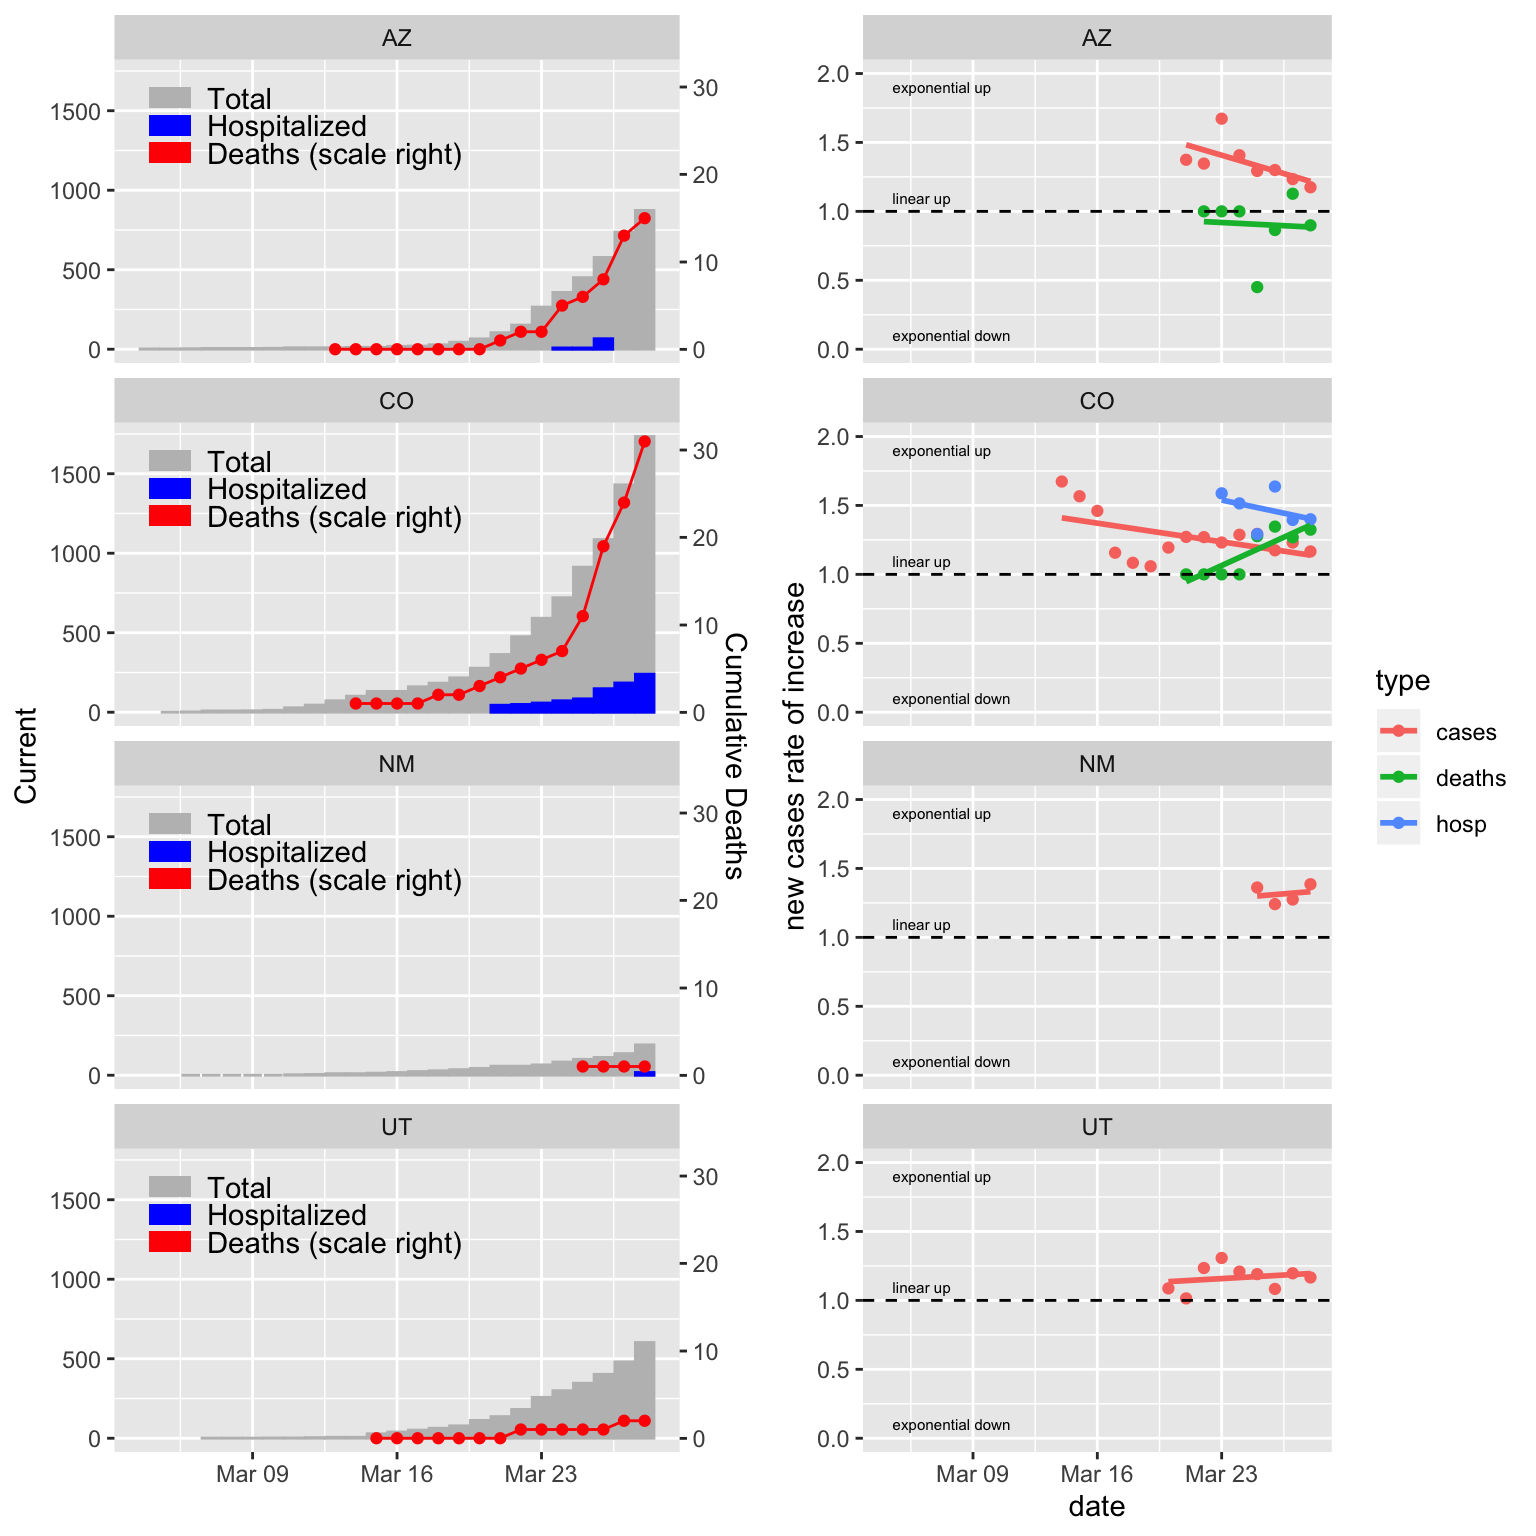 AZ
1500
1000
500
0
Total
Hospitalized
Deaths (scale right)
30
20
10
0
CO
1500
1000
500
0
Total
Hospitalized
Deaths (scale right)
30
20
10
0
NM
1500
1000
500
0
Total
Hospitalized
Deaths (scale right)
30
20
10
0
UT
1500
1000
500
0
Total
Hospitalized
Deaths (scale right)
30
20
10
0
Mar 09 Mar 16 Mar 23
Current
Cumulative Deaths
AZ
2.0
1.5
1.0
0.5
0.0
exponential up
linear up
exponential down
CO
2.0
1.5
1.0
0.5
0.0
exponential up
linear up
exponential down
NM
2.0
1.5
1.0
0.5
0.0
exponential up
linear up
exponential down
UT
2.0
1.5
1.0
0.5
0.0
exponential up
linear up
exponential down
Mar 09 Mar 16 Mar 23
date
new cases rate of increase
type
cases
deaths
hosp